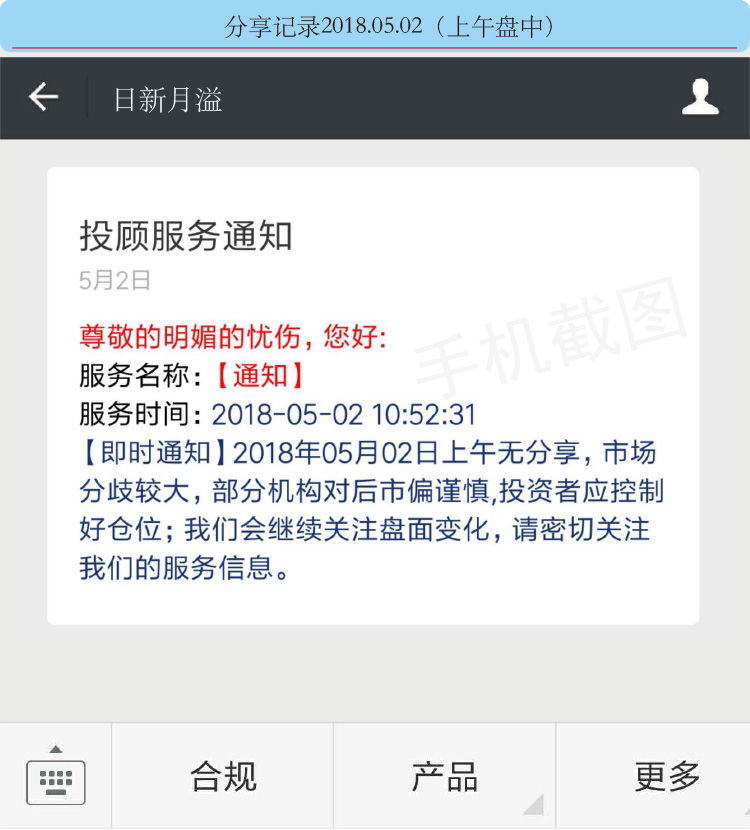 分享记录2018.05.02（上午盘中）
日新月溢
投顾服务通知
5月2日
手机截图
尊敬的明媚的忧伤，您好:
服务名称：【通知】
服务时间：2018-05-02 10:52:31
【即时通知】2018年05月02日上午无分享，市场
分歧较大，部分机构对后市偏谨慎,投资者应控制
好仓位；我们会继续关注盘面变化，请密切关注
我们的服务信息。
合规
产品
更多